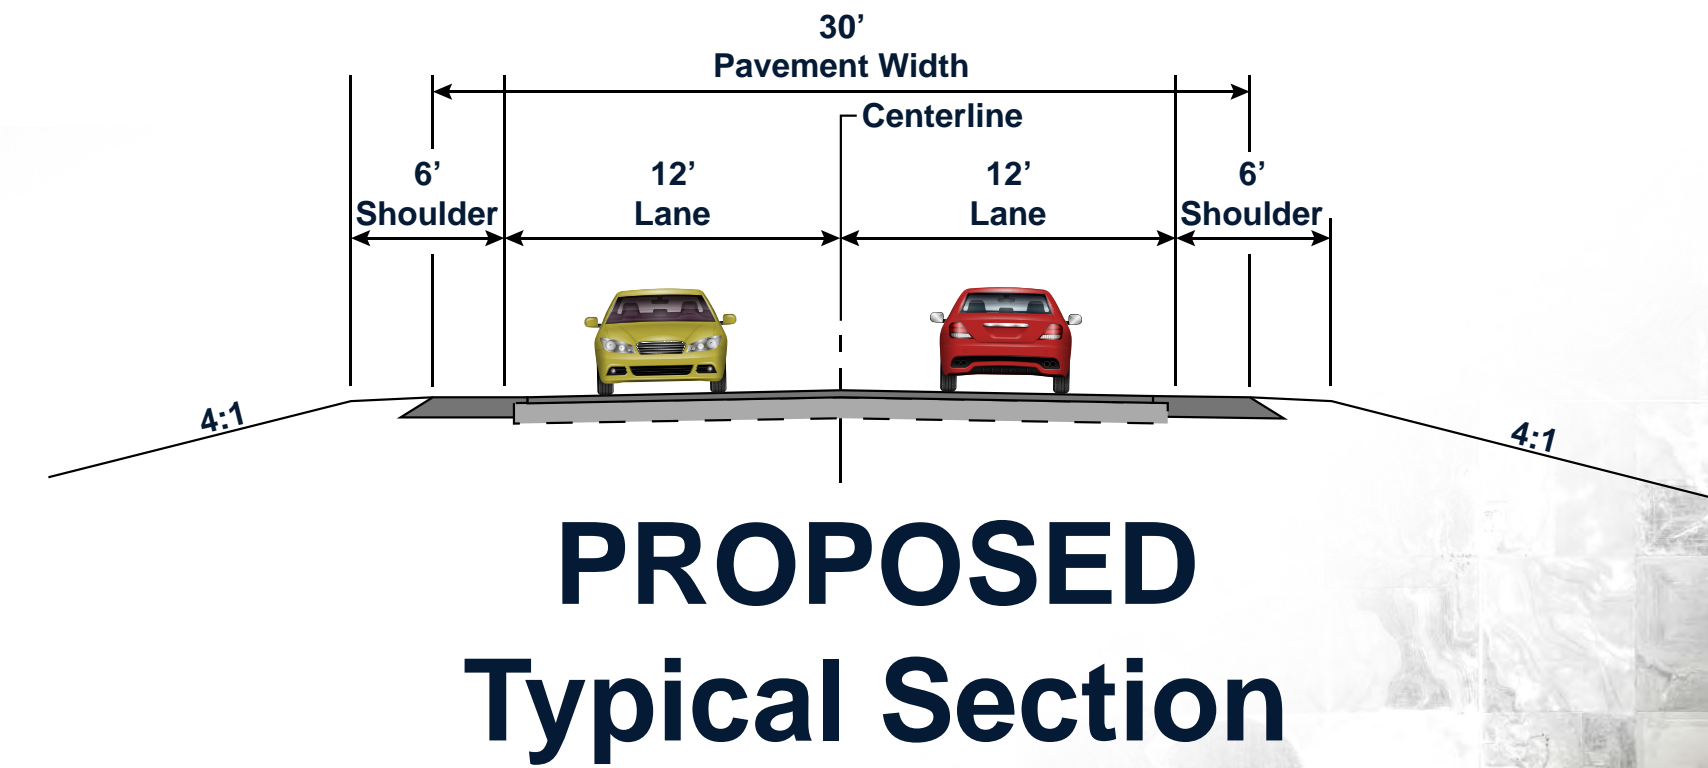 30’
Pavement Width
Centerline
6’
Shoulder
12’
Lane
12’
Lane
6’
Shoulder
4:1
4:1
PROPOSED
Typical Section